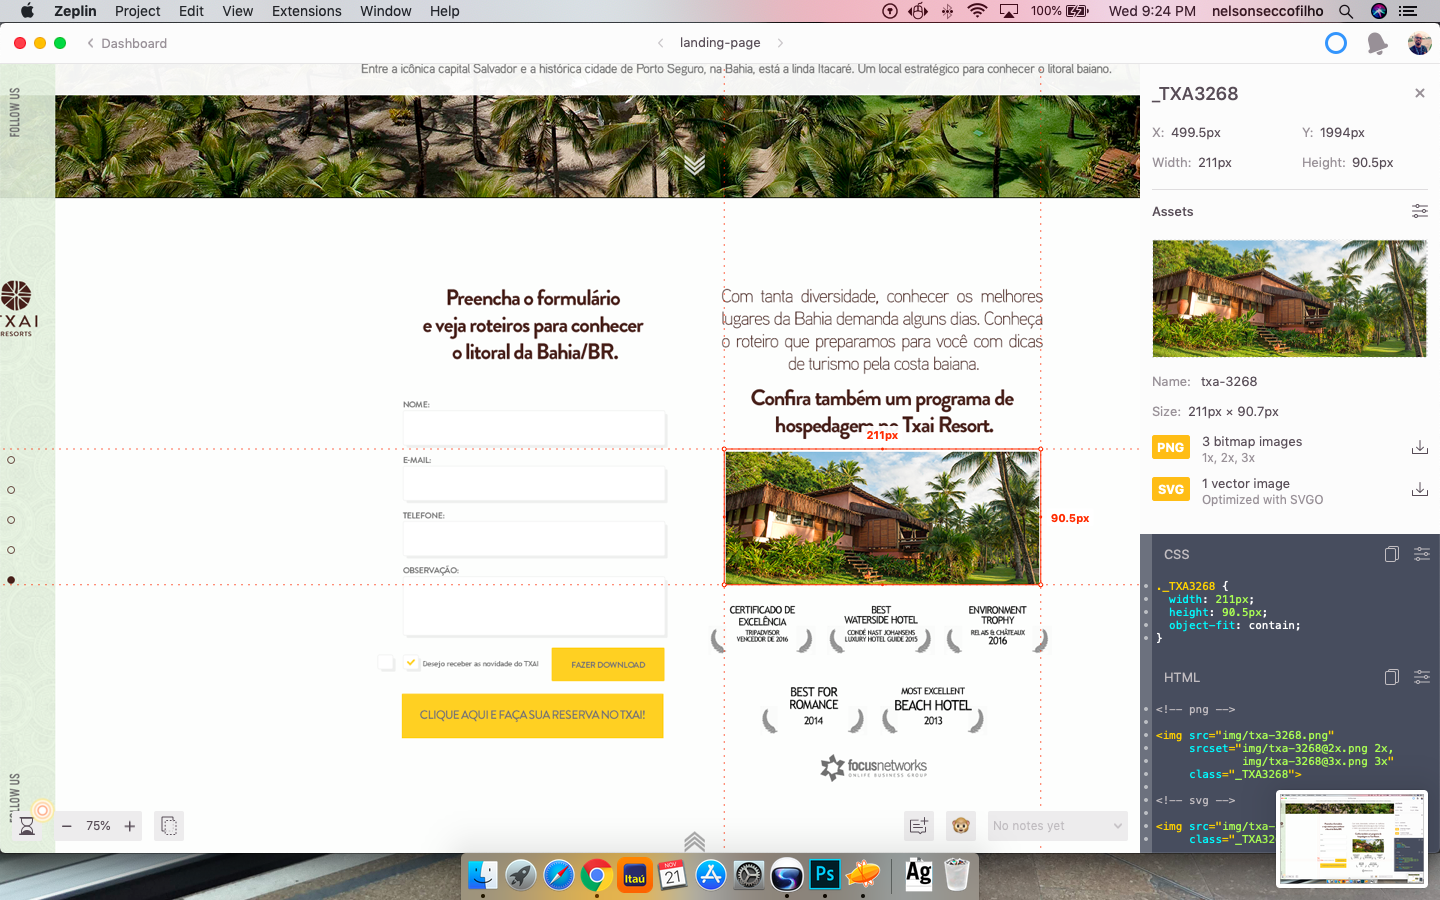 Zeplin Project Edit View Extensions Window Help
100% Wed 9:24 PM nelsonseccofilho
Dashboard
landing-page
Entre a icônica capital Salvador e a histórica cidade de Porto Seguro, na Bahia, está a linda Itacaré. Um local estratégico para conhecer o litoral baiano.
FOLLOW US
TXAI
RESORTS
Preencha o formulário
e veja roteiros para conhecer
o litoral da Bahia/BR.
NOME:
E-MAIL:
TELEFONE:
OBSERVAÇÃO:
Desejo receber as novidade do TXAI
FAZER DOWNLOAD
CLIQUE AQUI E FAÇA SUA RESERVA NO TXAI!
Com tanta diversidade, conhecer os melhores
lugares da Bahia demanda alguns dias. Conheça
o roteiro que preparamos para você com dicas
de turismo pela costa baiana.
Confira também um programa de
hospedagem no Txai Resort.
211px
90.5px
CERTIFICADO DE
EXCELÊNCIA
TRIPADVISOR
VENCEDOR DE 2016
BEST
WATERSIDE HOTEL
CONDÉ NAST JOHANSENS
LUXURY HOTEL GUIDE 2015
ENVIRONMENT
TROPHY
RELAIS & CHÂTEAUX
2016
BEST FOR
ROMANCE
2014
MOST EXCELLENT
BEACH HOTEL
2013
focusnetworks
ONLIFE BUSINESS GROUP
FOLLOW US
75%
No notes yet
_TXA3268
X: 499.5px Y: 1994px
Width: 211px Height: 90.5px
Assets
Name: txa-3268
Size: 211px × 90.7px
PNG 3 bitmap images
1x, 2x, 3x
SVG 1 vector image
Optimized with SVGO
CSS
._TXA3268 {
width: 211px;
height: 90.5px;
object-fit: contain;
}
HTML
<!-- png -->
<img src="img/txa-3268.png"
srcset="img/txa-3268@2x.png 2x,
img/txa-3268@3x.png 3x"
class="_TXA3268">
<!-- svg -->
<img src="img/txa-
class="_TXA32
NOV
21
Itaú
Ps
Ag